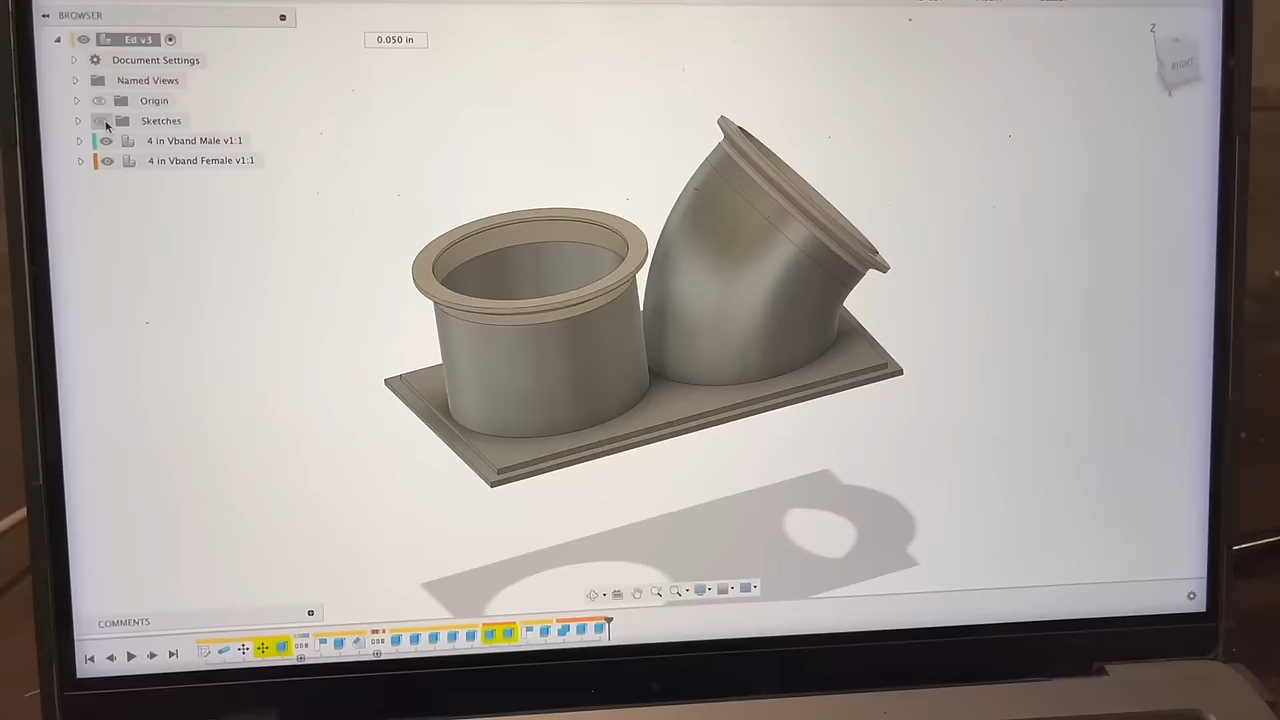 BROWSER
Ed v3
0.050 in
Document Settings
Named Views
Origin
Sketches
4 in Vband Male v1:1
4 in Vband Female v1:1
Z
RIGHT
X
COMMENTS